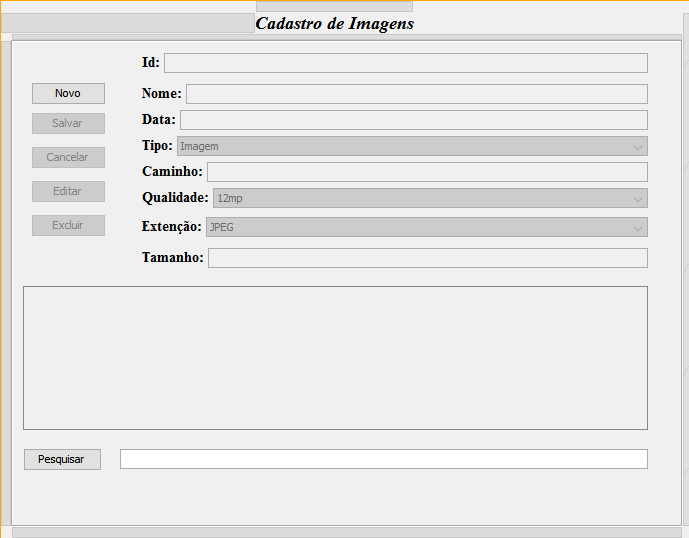 Cadastro de Imagens
Id:
Novo
Nome:
Salvar
Data:
Tipo: Imagem
Cancelar
Caminho:
Editar
Qualidade: 12mp
Excluir
Extenção: JPEG
Tamanho:
Pesquisar